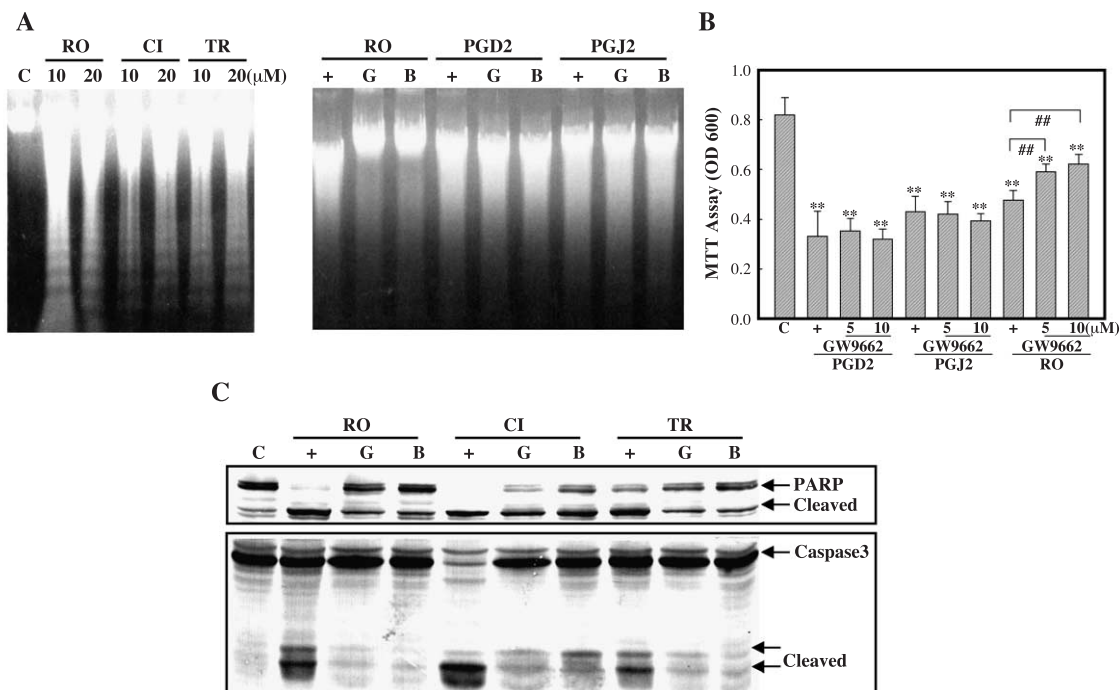 A
RO CI TR
C 10 20 10 20 10 20(μM)
RO PGD2 PGJ2
+ G B + G B + G B
B
MTT Assay (OD 600)
1.0
0.8
0.6
0.4
0.2
0.0
** ** ** ** ** ** ** ** **
## ##
C + 5 10 + 5 10 + 5 10(μM)
GW9662 GW9662 GW9662
PGD2 PGJ2 RO
C
RO CI TR
C + G B + G B + G B
PARP
Cleaved
Caspase3
Cleaved